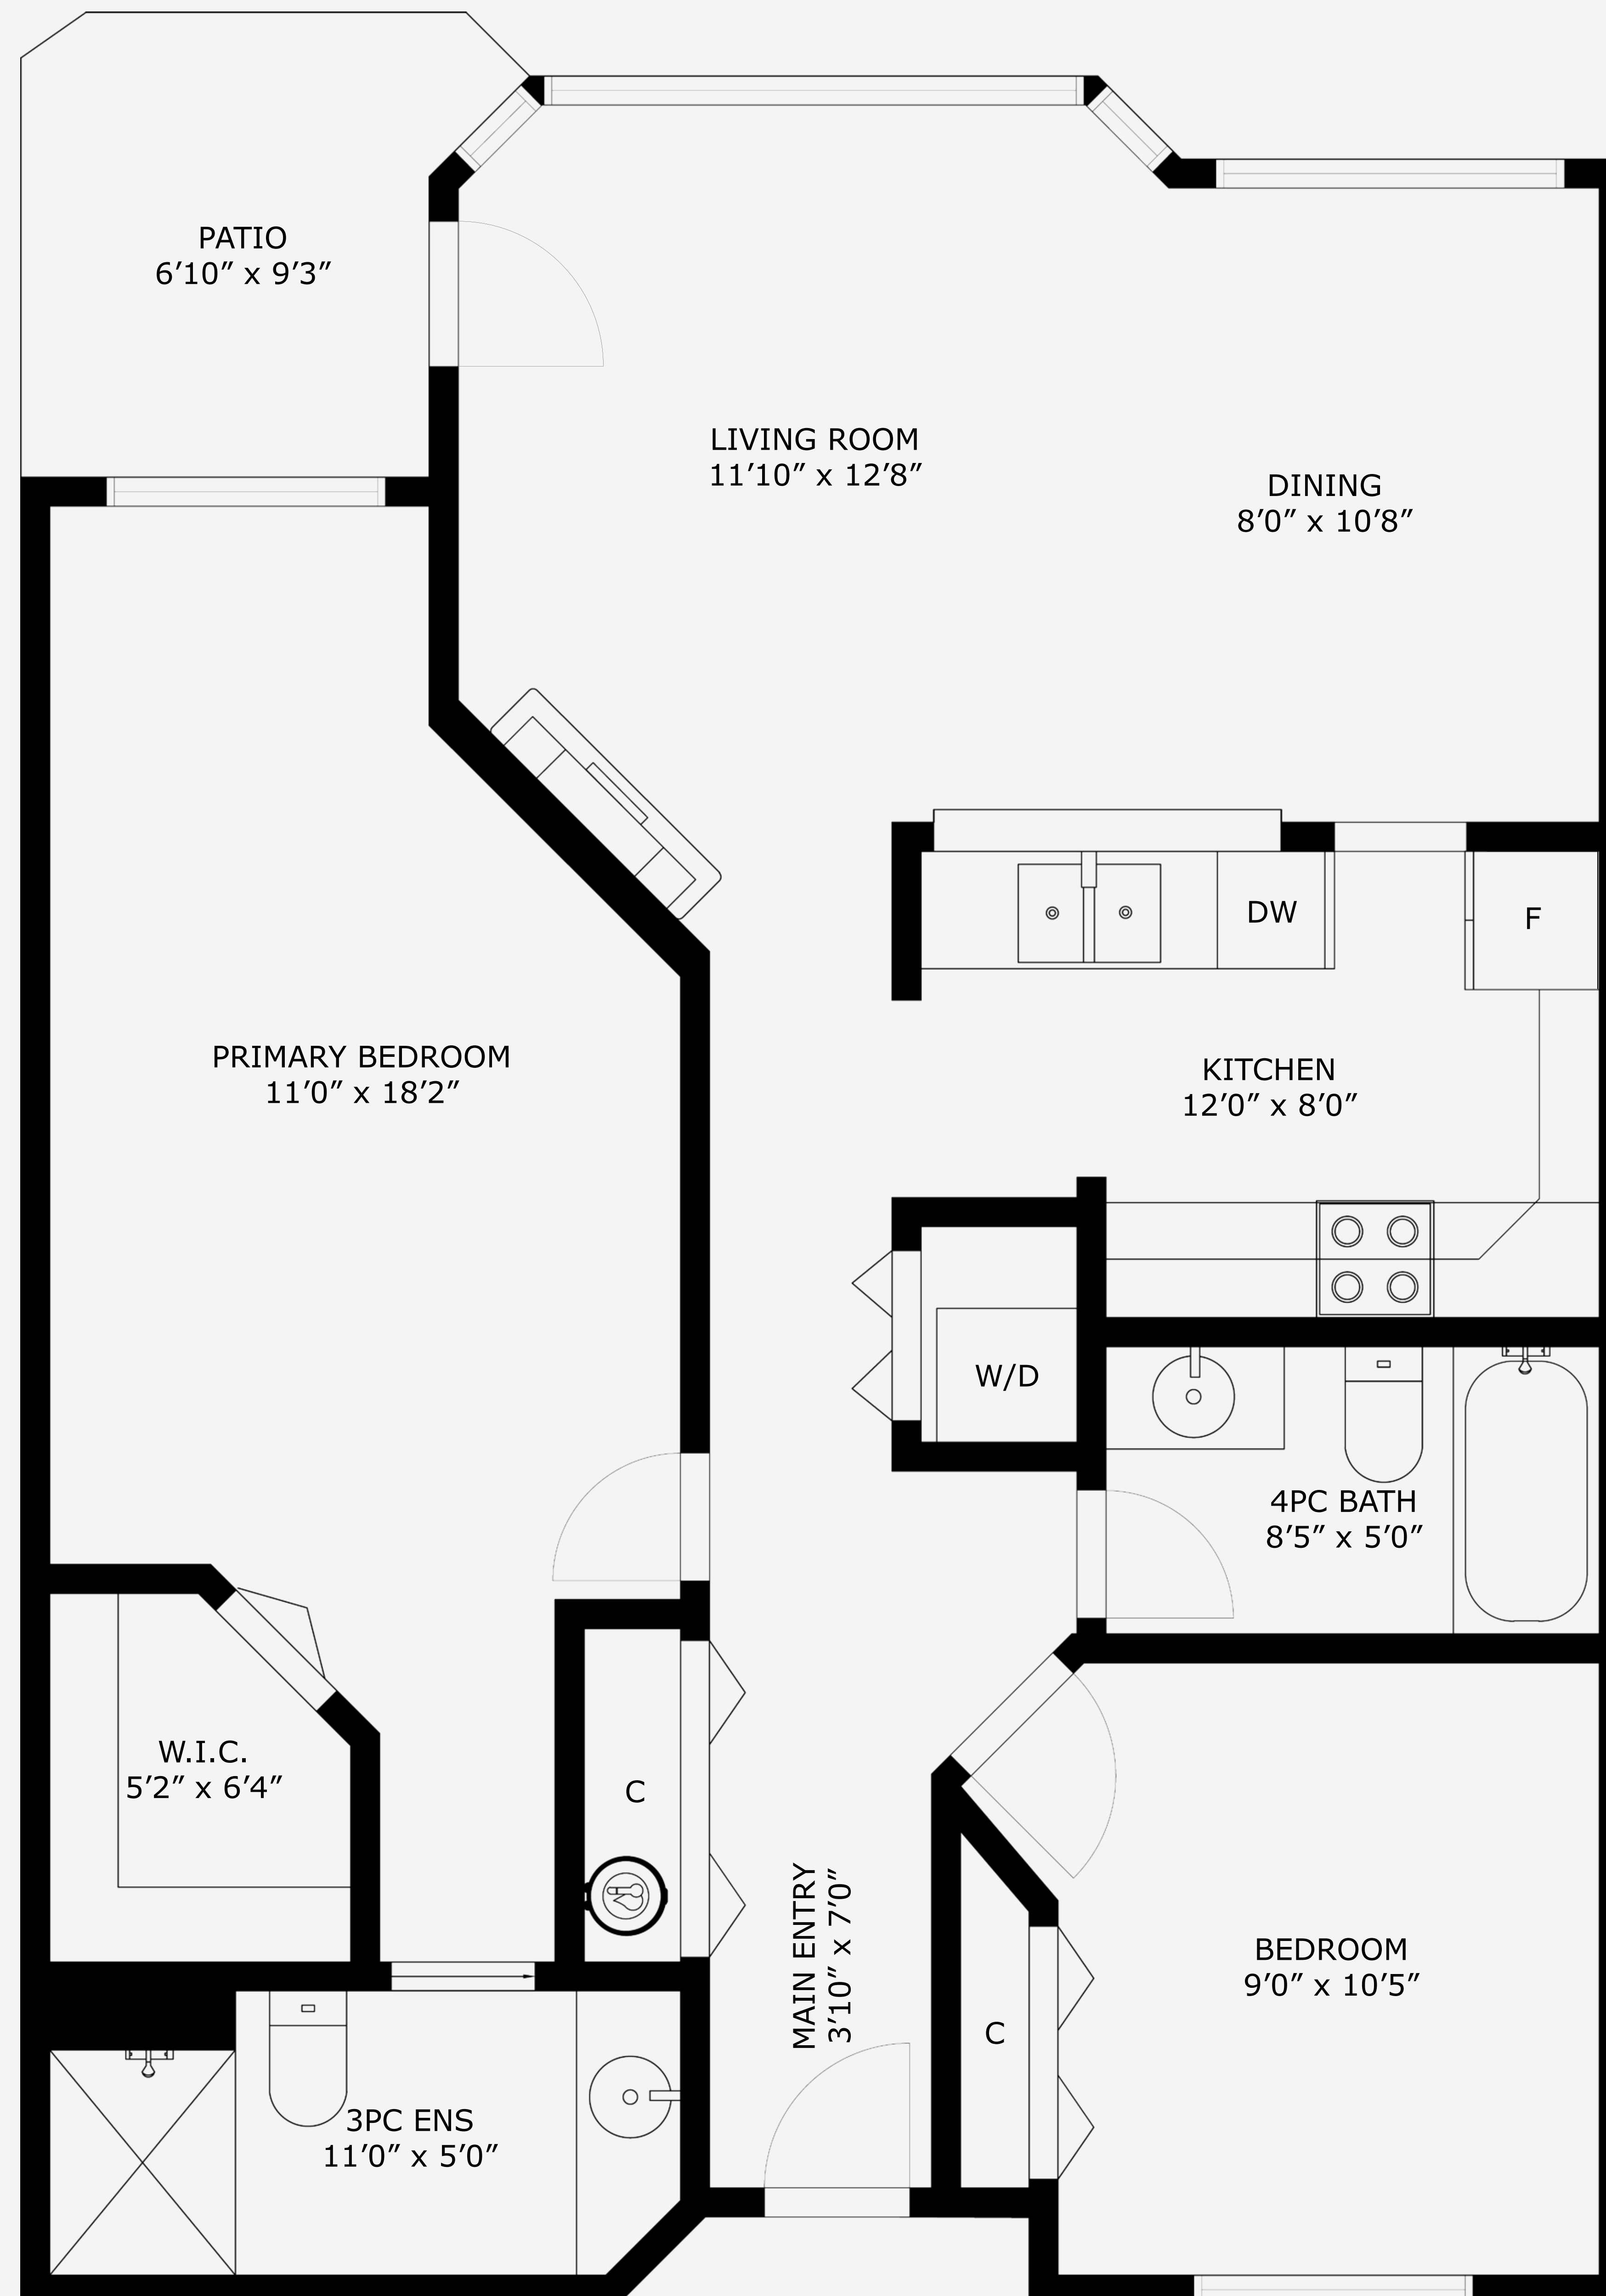 PATIO
6′10″ x 9′3″
LIVING ROOM
11′10″ x 12′8″
DINING
8′0″ x 10′8″
DW
F
PRIMARY BEDROOM
11′0″ x 18′2″
KITCHEN
12′0″ x 8′0″
W/D
4PC BATH
8′5″ x 5′0″
W.I.C.
5′2″ x 6′4″
C
MAIN ENTRY
3′10″ x 7′0″
BEDROOM
9′0″ x 10′5″
C
3PC ENS
11′0″ x 5′0″